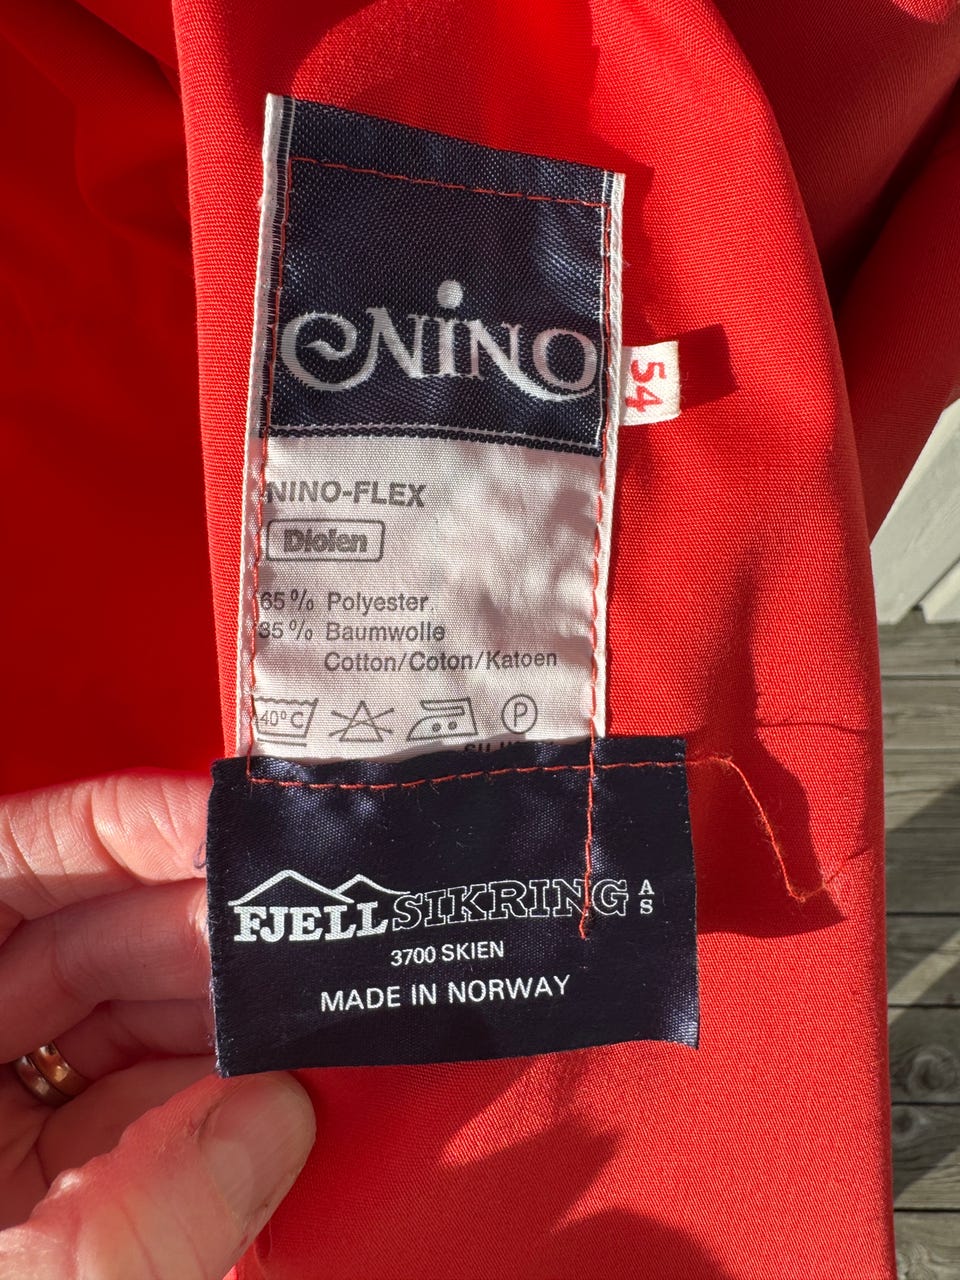 NINO
54
NINO-FLEX
Diolen
65% Polyester
35% Baumwolle
Cotton/Coton/Katoen
40°C P
FJELLSIKRING AS
3700 SKIEN
MADE IN NORWAY